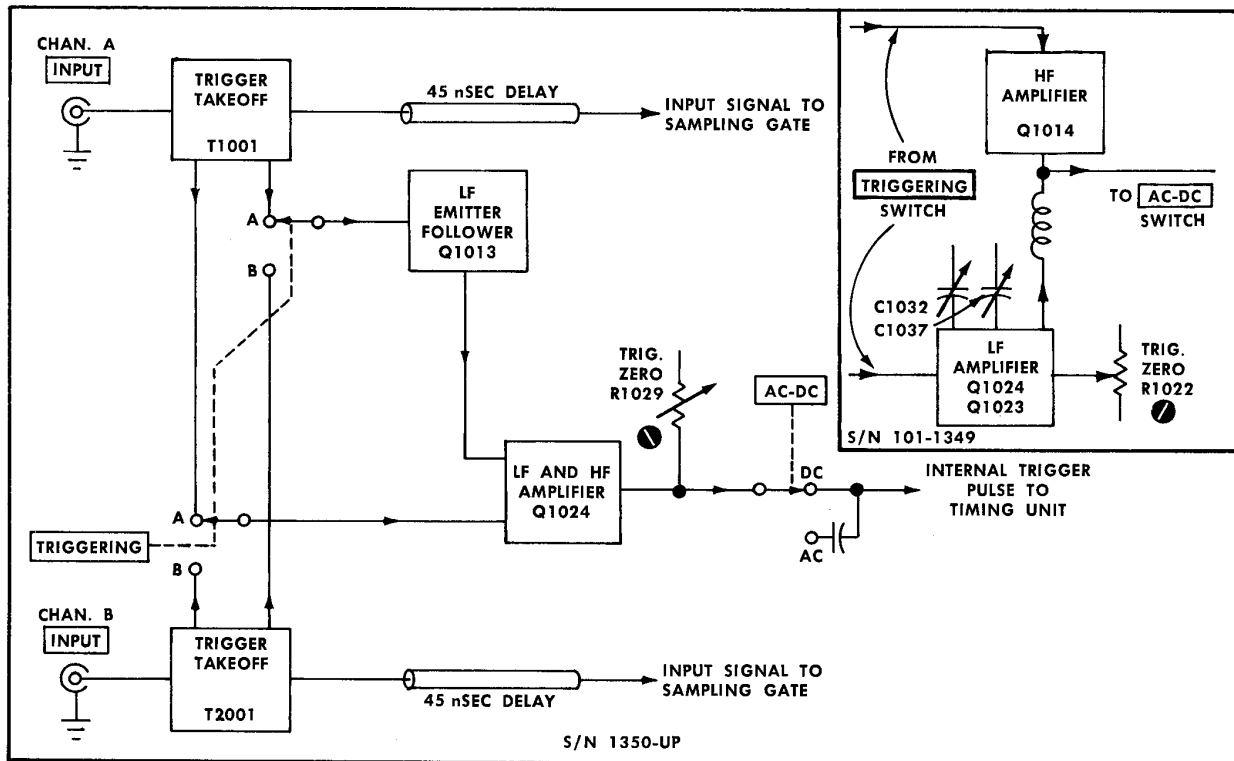 CHAN. A
INPUT
TRIGGER
TAKEOFF
T1001
45 nSEC DELAY
INPUT SIGNAL TO
SAMPLING GATE
A
B
LF
EMITTER
FOLLOWER
Q1013
TRIG.
ZERO
R1029
AC-DC
LF AND HF
AMPLIFIER
Q1024
DC
AC
INTERNAL TRIGGER
PULSE TO
TIMING UNIT
A
B
TRIGGERING
CHAN. B
INPUT
TRIGGER
TAKEOFF
T2001
45 nSEC DELAY
INPUT SIGNAL TO
SAMPLING GATE
S/N 1350-UP
HF
AMPLIFIER
Q1014
FROM
TRIGGERING
SWITCH
TO AC-DC
SWITCH
C1032
C1037
LF
AMPLIFIER
Q1024
Q1023
TRIG.
ZERO
R1022
S/N 101-1349